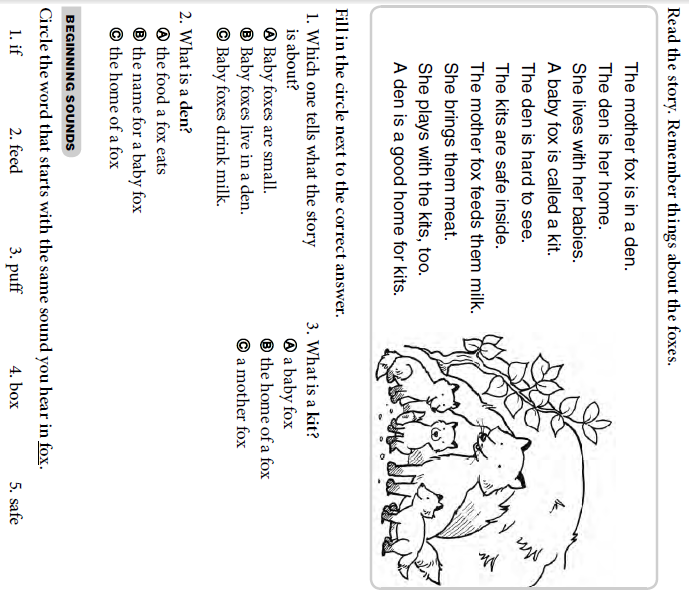 Read the story. Remember things about the foxes.
The mother fox is in a den.
The den is her home.
She lives with her babies.
A baby fox is called a kit.
The den is hard to see.
The kits are safe inside.
The mother fox feeds them milk.
She brings them meat.
She plays with the kits, too.
A den is a good home for kits.
Fill in the circle next to the correct answer.
1. Which one tells what the story
is about?
Ⓐ Baby foxes are small.
Ⓑ Baby foxes live in a den.
Ⓒ Baby foxes drink milk.
2. What is a den?
Ⓐ the food a fox eats
Ⓑ the name for a baby fox
Ⓒ the home of a fox
3. What is a kit?
Ⓐ a baby fox
Ⓑ the home of a fox
Ⓒ a mother fox
BEGINNING SOUNDS
Circle the word that starts with the same sound you hear in fox.
1. if 2. feed 3. puff 4. box 5. safe